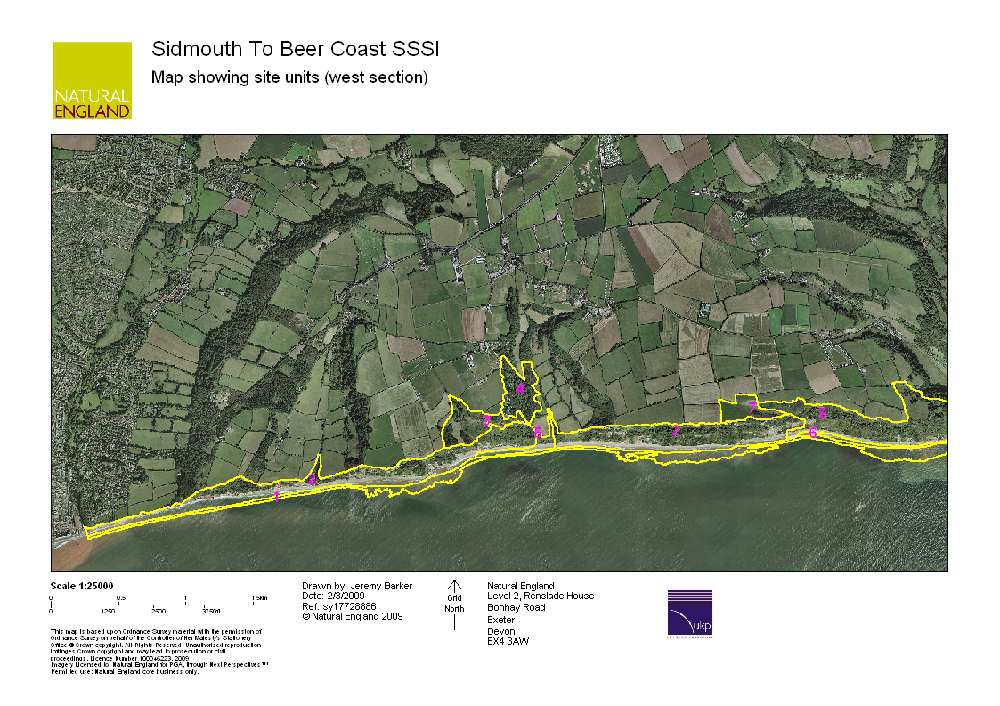 Sidmouth To Beer Coast SSSI
Map showing site units (west section)
NATURAL
ENGLAND
4
3
7
9
5
2
6
2
1
Scale 1:25000
0 0.5 1 1.5km
0 1250 2500 3750ft.
This map is based upon Ordnance Survey material with the permission of
Ordnance Survey on behalf of the Controller of Her Majesty's Stationery
Office © Crown copyright. All Rights Reserved. Unauthorised reproduction
infringes Crown copyright and may lead to prosecution or civil
proceedings. Licence Number 100046223. 2009
Imagery Licensed to: Natural England for PGA, through Next Perspectives™
Permitted use: Natural England core business only.
Drawn by: Jeremy Barker
Date: 2/3/2009
Ref: sy17728886
© Natural England 2009
Grid
North
Natural England
Level 2, Renslade House
Bonhay Road
Exeter
Devon
EX4 3AW
ukp